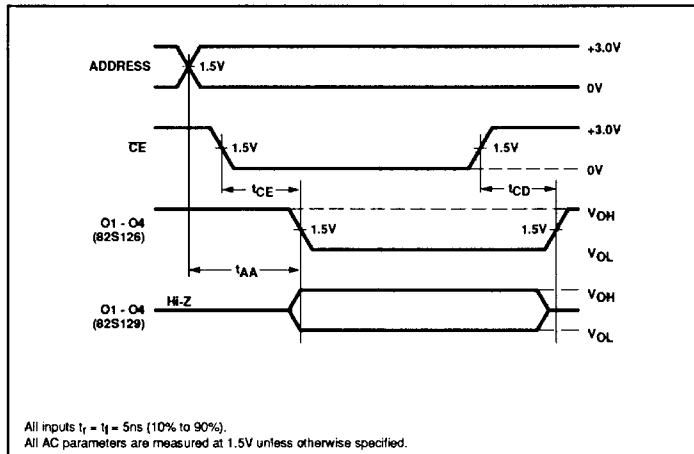 ADDRESS
1.5V
+3.0V
0V
CE
1.5V
1.5V
+3.0V
0V
tCE
tCD
O1 - O4
(82S126)
1.5V
1.5V
VOH
VOL
tAA
O1 - O4
(82S129)
Hi-Z
VOH
VOL
All inputs tr = tf = 5ns (10% to 90%).
All AC parameters are measured at 1.5V unless otherwise specified.